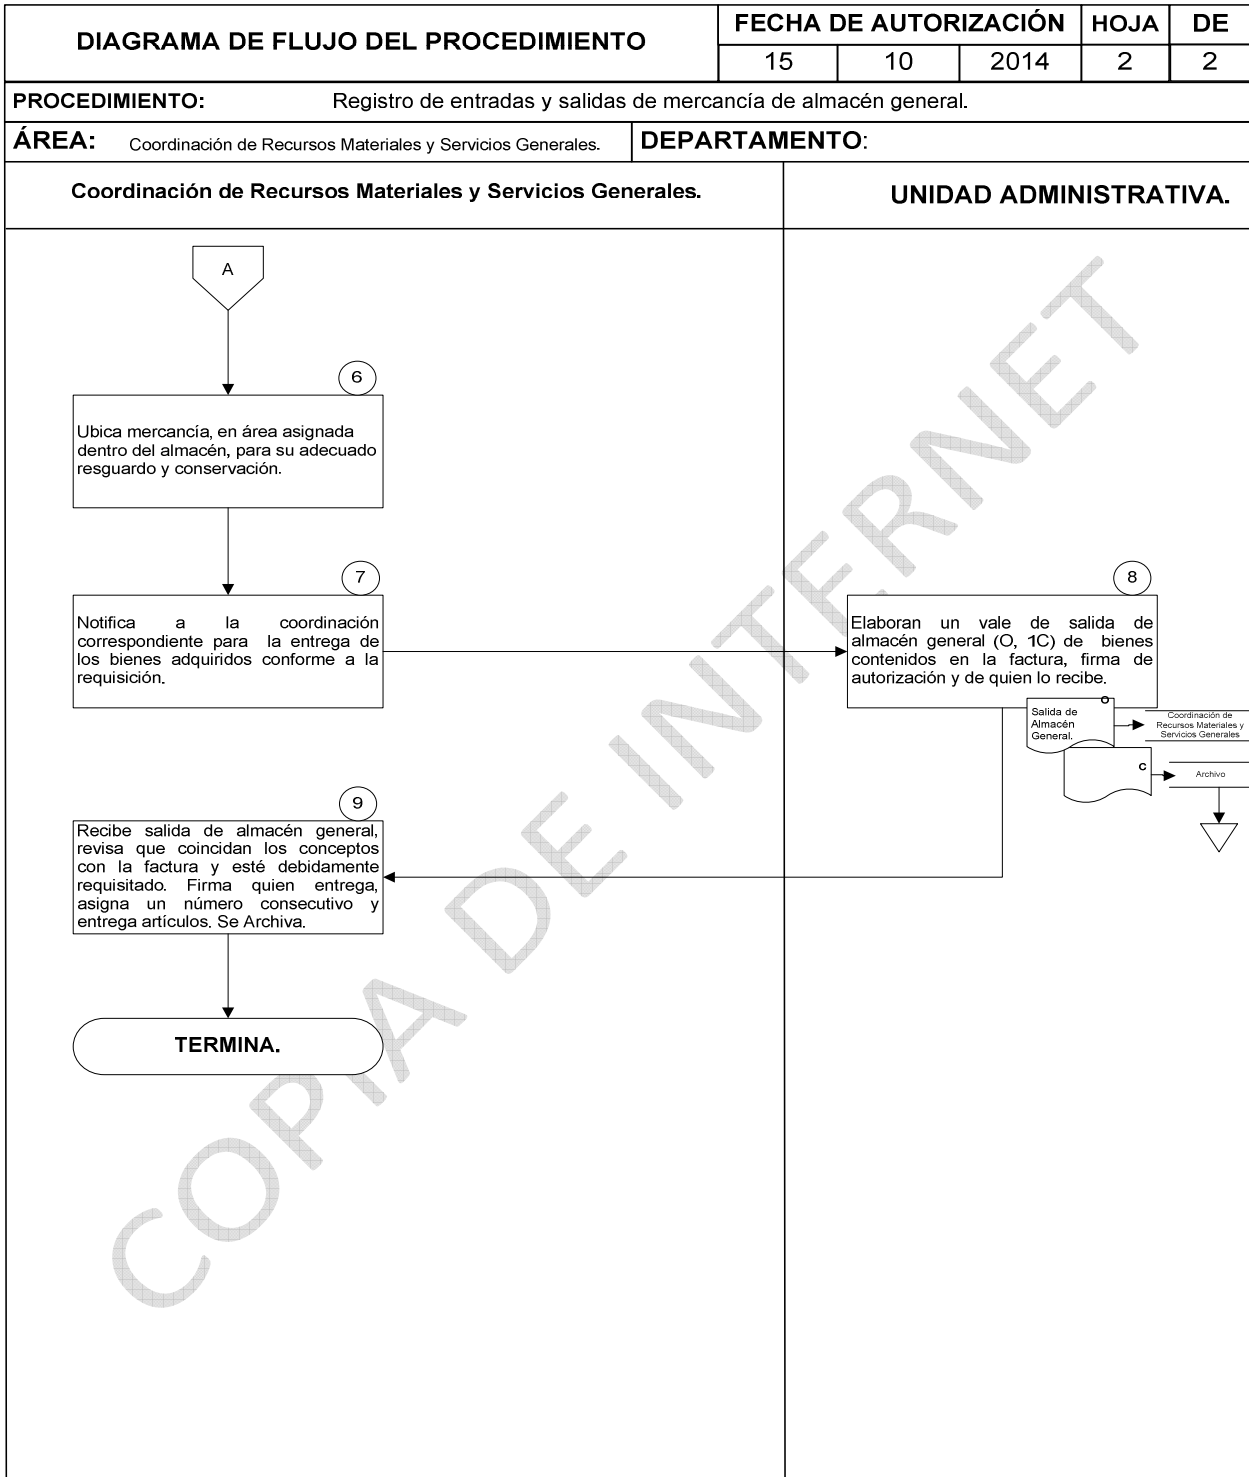 DIAGRAMA DE FLUJO DEL PROCEDIMIENTO
FECHA DE AUTORIZACIÓN
HOJA
DE
15
10
2014
2
2
PROCEDIMIENTO: Registro de entradas y salidas de mercancía de almacén general.
ÁREA: Coordinación de Recursos Materiales y Servicios Generales.
DEPARTAMENTO:
Coordinación de Recursos Materiales y Servicios Generales.
UNIDAD ADMINISTRATIVA.
A
6
Ubica mercancía, en área asignada
dentro del almacén, para su adecuado
resguardo y conservación.
7
Notifica a la coordinación
correspondiente para la entrega de
los bienes adquiridos conforme a la
requisición.
8
Elaboran un vale de salida de
almacén general (O, 1C) de bienes
contenidos en la factura, firma de
autorización y de quien lo recibe.
O
Salida de
Almacén
General.
Coordinación de
Recursos Materiales y
Servicios Generales
C
Archivo
9
Recibe salida de almacén general,
revisa que coincidan los conceptos
con la factura y esté debidamente
requisitado. Firma quien entrega,
asigna un número consecutivo y
entrega artículos. Se Archiva.
TERMINA.
COPIA DE INTERNET